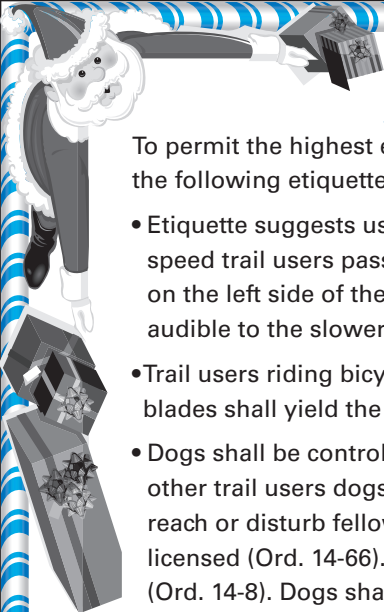 To permit the highest e
the following etiquette
• Etiquette suggests us
speed trail users pass
on the left side of the
audible to the slower
•Trail users riding bicy
blades shall yield the
• Dogs shall be control
other trail users dogs
reach or disturb fellow
licensed (Ord. 14-66).
(Ord. 14-8). Dogs sha